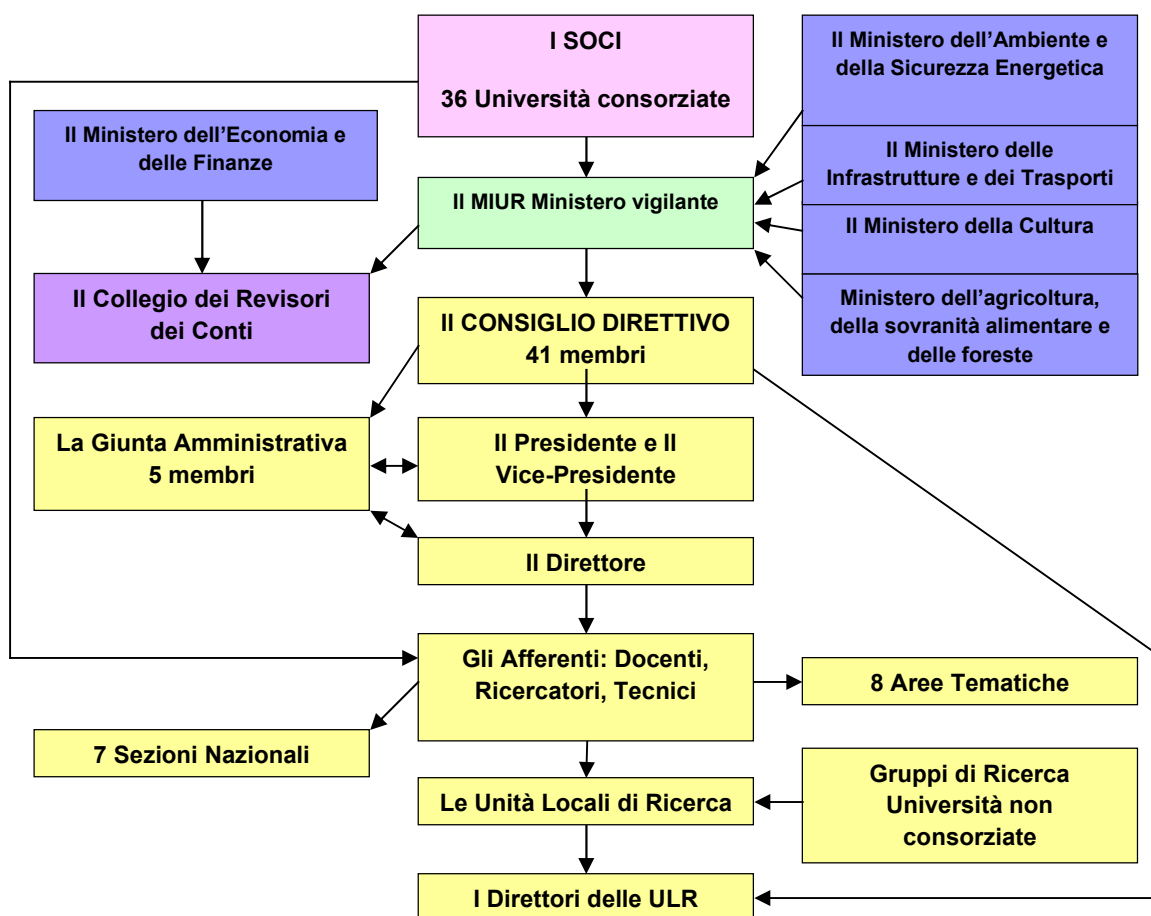 I SOCI
36 Università consorziate
Il Ministero dell'Ambiente e
della Sicurezza Energetica
Il Ministero dell'Economia e
delle Finanze
Il Ministero delle
Infrastrutture e dei Trasporti
Il MIUR Ministero vigilante
Il Ministero della Cultura
Il Collegio dei Revisori
dei Conti
Ministero dell'agricoltura,
della sovranità alimentare e
delle foreste
Il CONSIGLIO DIRETTIVO
41 membri
La Giunta Amministrativa
5 membri
Il Presidente e Il
Vice-Presidente
Il Direttore
Gli Afferenti: Docenti,
Ricercatori, Tecnici
8 Aree Tematiche
7 Sezioni Nazionali
Le Unità Locali di Ricerca
Gruppi di Ricerca
Università non
consorziate
I Direttori delle ULR